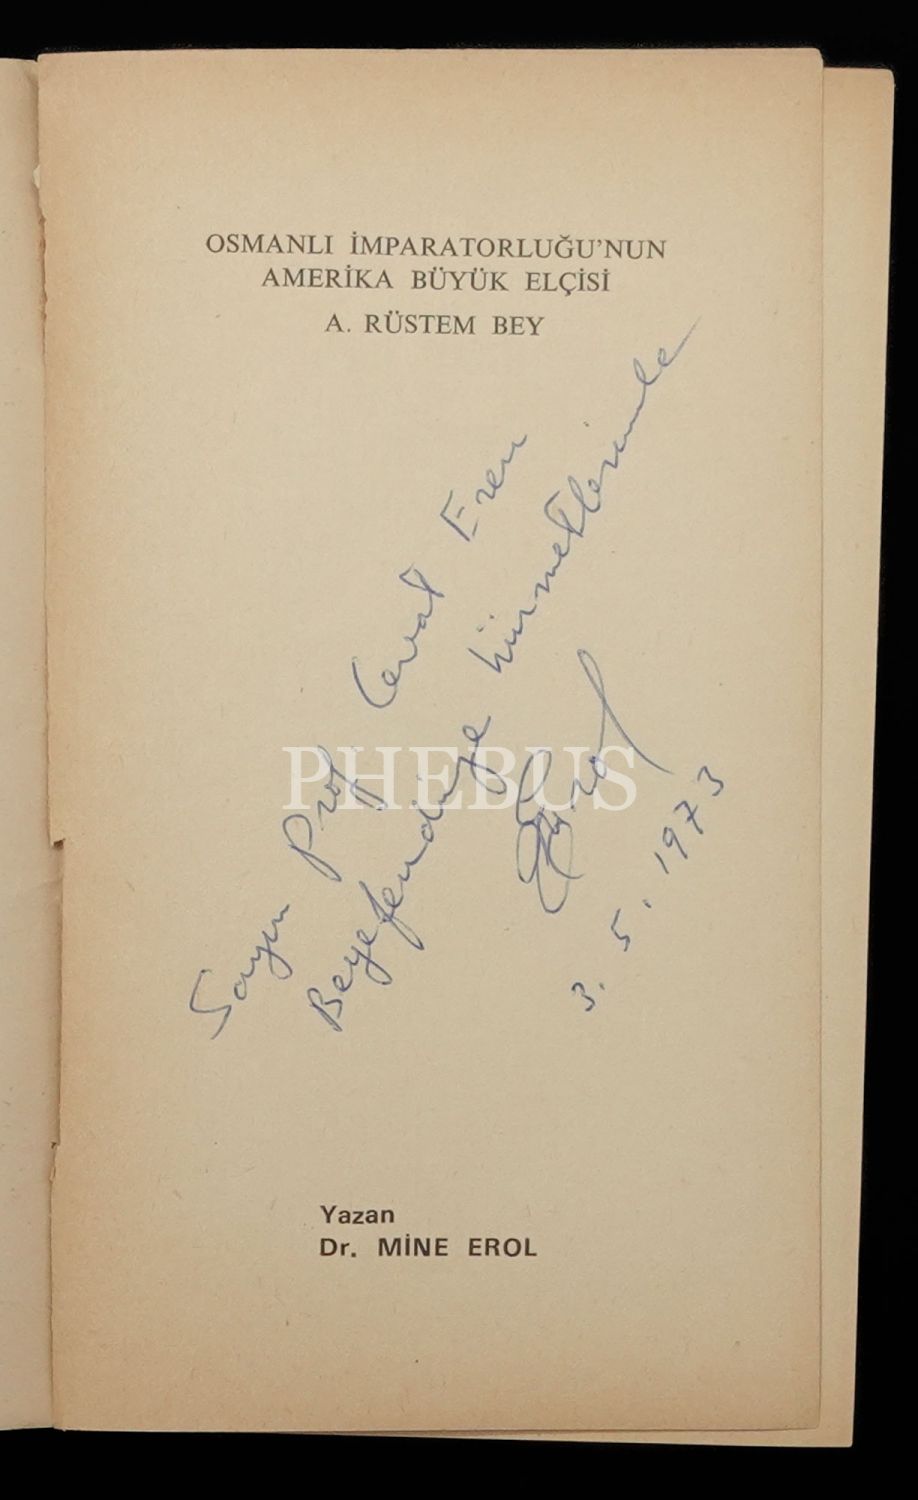 OSMANLI İMPARATORLUĞU'NUN
AMERİKA BÜYÜK ELÇİSİ
A. RÜSTEM BEY
Sayın Prof Cevat Eren
Beyefendiye hürmetlerimle
Erol
3.5.1973
PHEBUS
Yazan
Dr. MİNE EROL